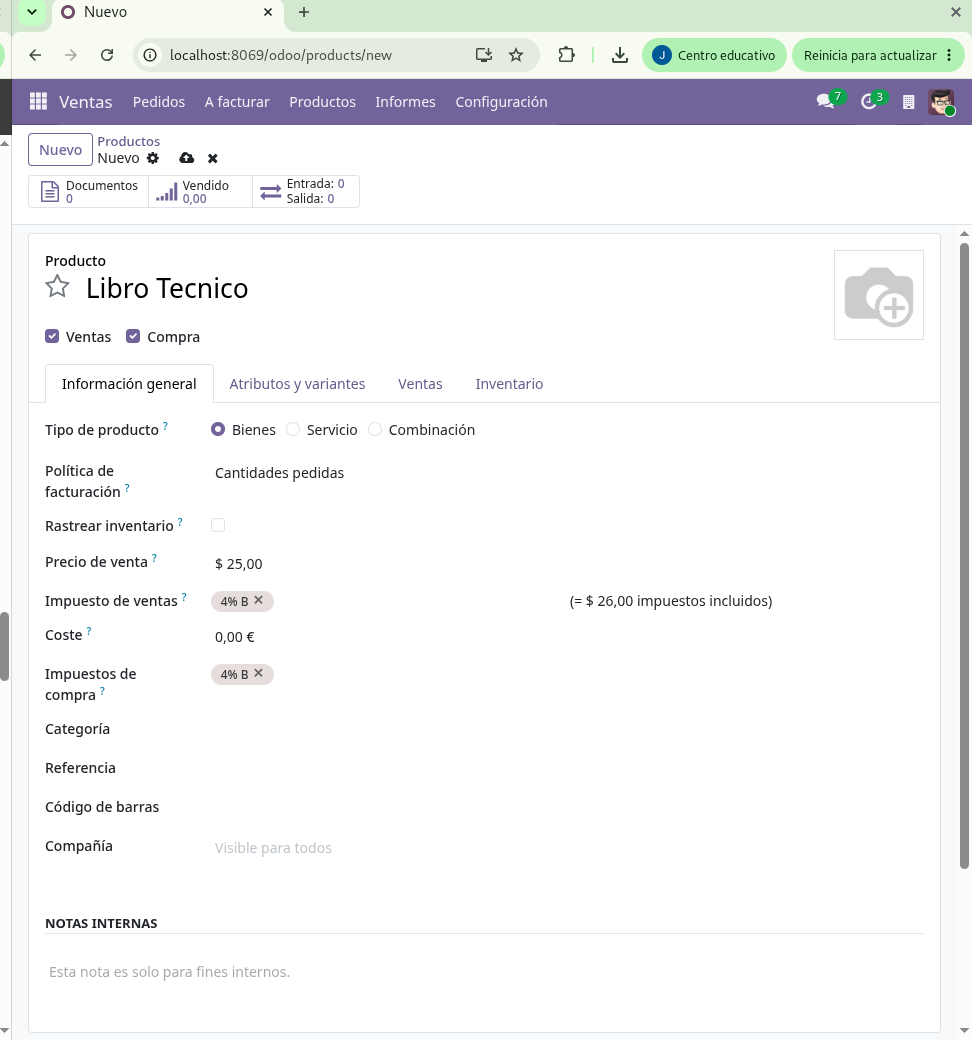 Nuevo
localhost:8069/odoo/products/new
J Centro educativo
Reinicia para actualizar
Ventas Pedidos A facturar Productos Informes Configuración
7 3
Nuevo
Productos
Nuevo
Documentos
0
Vendido
0,00
Entrada: 0
Salida: 0
Producto
Libro Tecnico
Ventas Compra
Información general Atributos y variantes Ventas Inventario
Tipo de producto ? Bienes Servicio Combinación
Política de
facturación ?
Cantidades pedidas
Rastrear inventario ?
Precio de venta ? $ 25,00
Impuesto de ventas ? 4% B (= $ 26,00 impuestos incluidos)
Coste ? 0,00 €
Impuestos de
compra ?
4% B
Categoría
Referencia
Código de barras
Compañía Visible para todos
NOTAS INTERNAS
Esta nota es solo para fines internos.